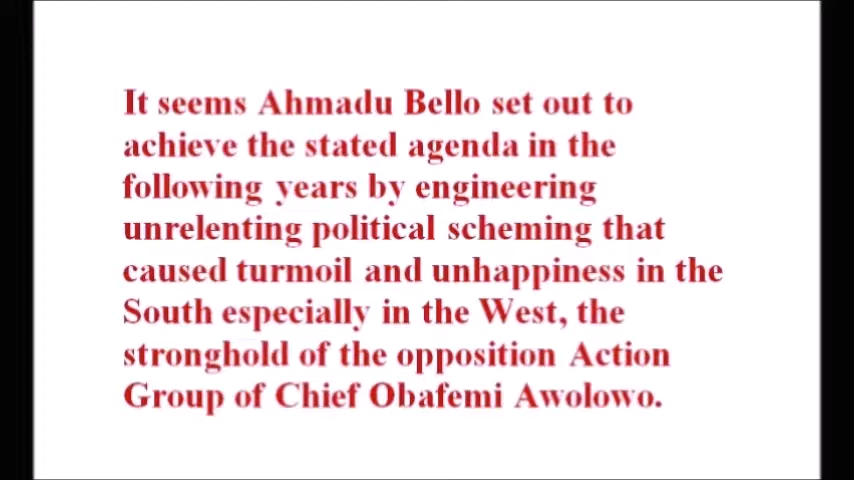 It seems Ahmadu Bello set out to
achieve the stated agenda in the
following years by engineering
unrelenting political scheming that
caused turmoil and unhappiness in the
South especially in the West, the
stronghold of the opposition Action
Group of Chief Obafemi Awolowo.